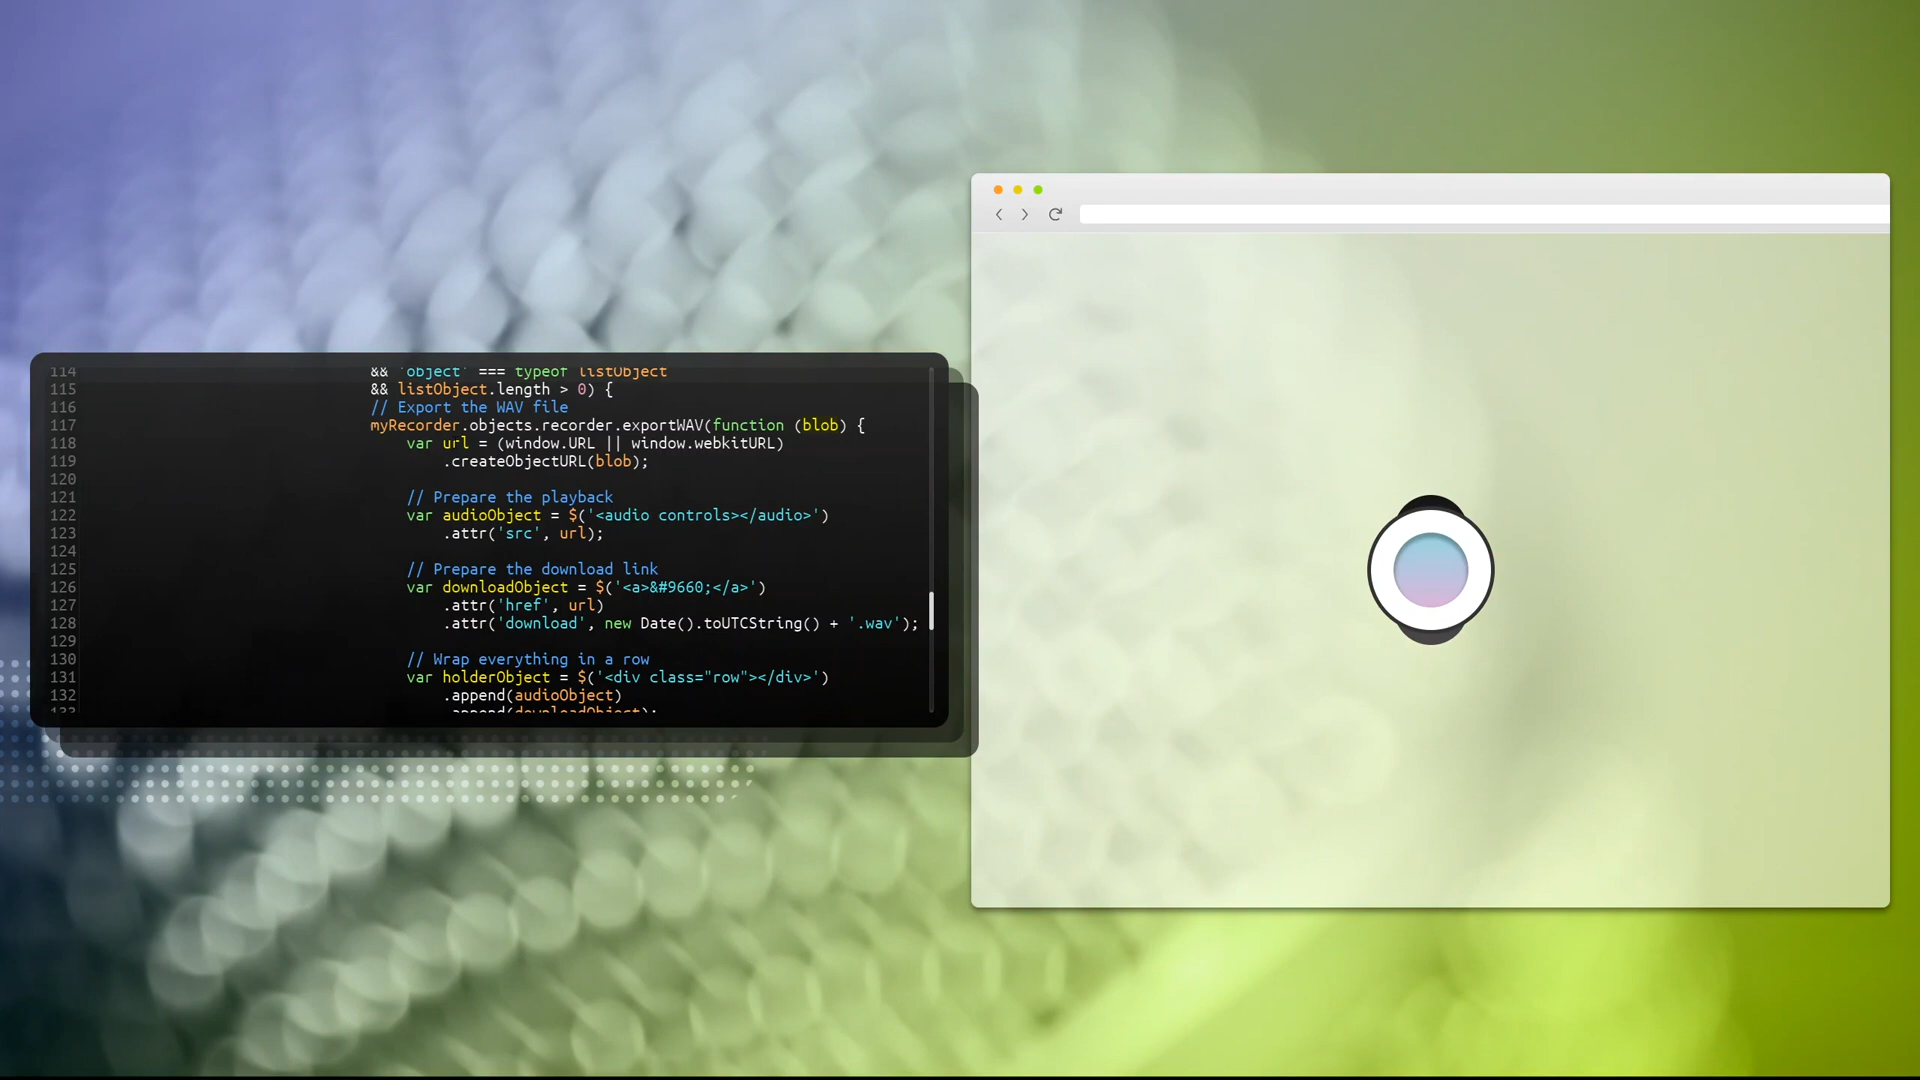 114 && 'object' === typeof listObject
115 && listObject.length > 0) {
116 // Export the WAV file
117 myRecorder.objects.recorder.exportWAV(function (blob) {
118 var url = (window.URL || window.webkitURL)
119 .createObjectURL(blob);
120
121 // Prepare the playback
122 var audioObject = $('<audio controls></audio>')
123 .attr('src', url);
124
125 // Prepare the download link
126 var downloadObject = $('<a>&#9660;</a>')
127 .attr('href', url)
128 .attr('download', new Date().toUTCString() + '.wav');
129
130 // Wrap everything in a row
131 var holderObject = $('<div class="row"></div>')
132 .append(audioObject)
133 .append(downloadObject);